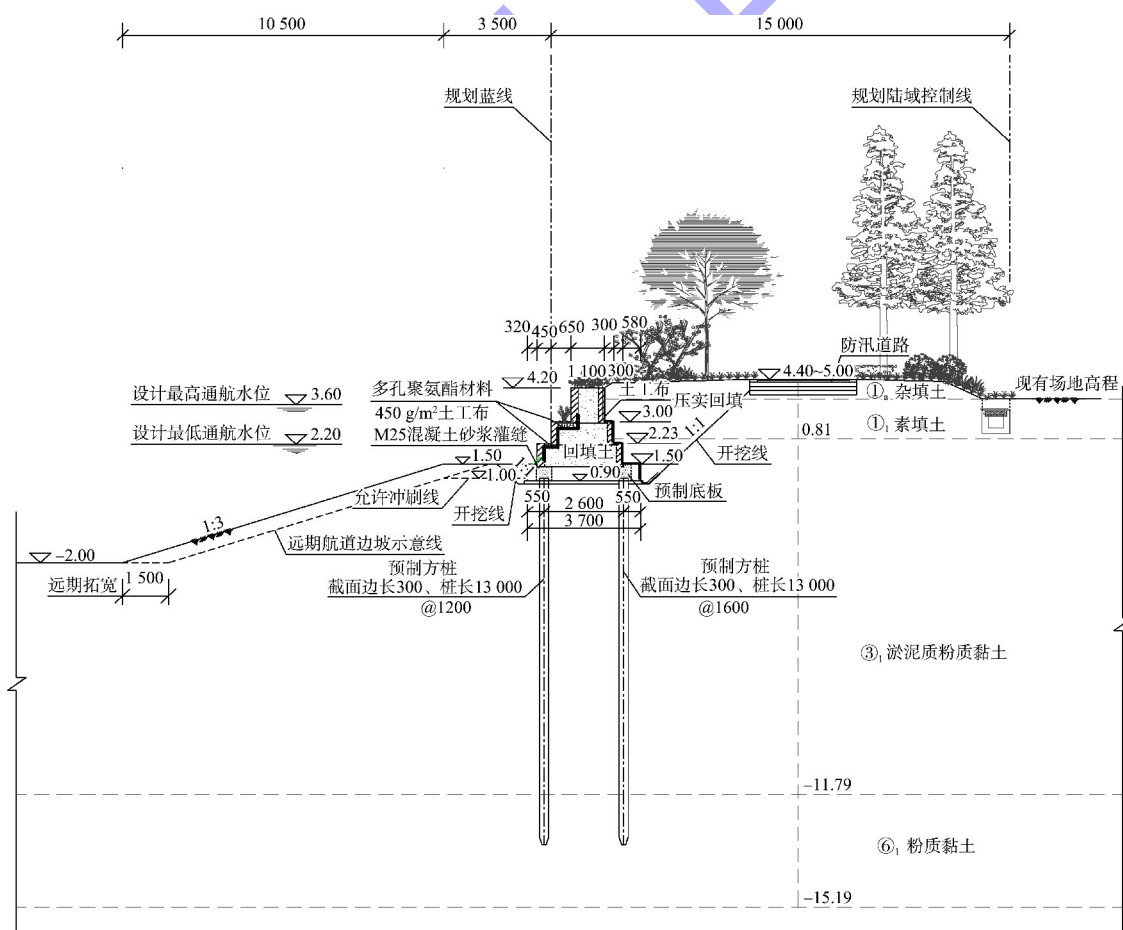 10 500
3 500
15 000
规划蓝线
规划陆域控制线
320
450
650
300
580
防汛道路
设计最高通航水位
3.60
多孔聚氨酯材料
4.20
1 100
300
土工布
4.40~5.00
①ₐ 杂填土
现有场地高程
450 g/m²土工布
压实回填
3.00
设计最低通航水位
2.20
M25混凝土砂浆灌缝
2.23
1:1
①₁ 素填土
0.81
1.50
回填土
1.50
开挖线
1.00
1:1
0.90
允许冲刷线
开挖线
预制底板
550
2 600
550
3 700
1:3
远期航道边坡示意线
−2.00
远期拓宽
1 500
预制方桩
截面边长300、桩长13 000
@1200
预制方桩
截面边长300、桩长13 000
@1600
③₁ 淤泥质粉质黏土
−11.79
⑥₁ 粉质黏土
−15.19